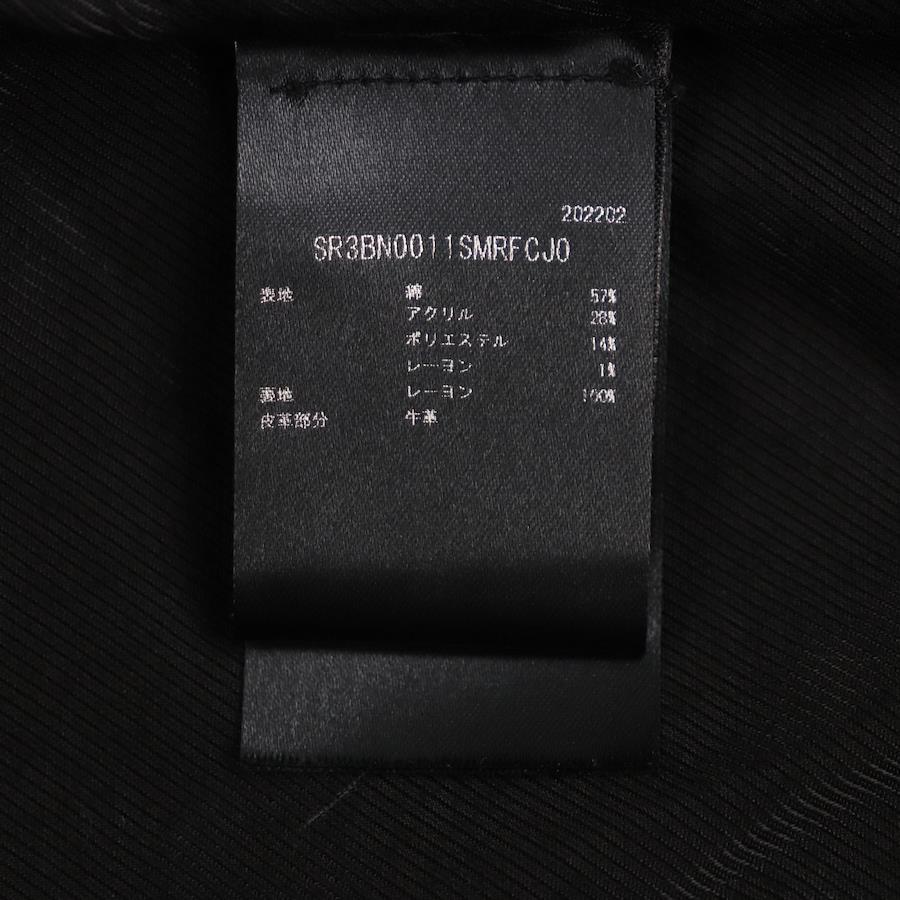 202202
SR3BN0011SMRFCJ0
表地 綿 57%
アクリル 28%
ポリエステル 14%
レーヨン 1%
裏地 レーヨン 100%
皮革部分 牛革